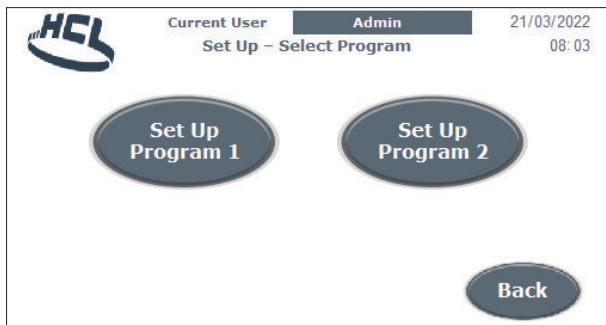 HCL
Current User Admin 21/03/2022
Set Up – Select Program 08:03
Set Up
Program 1
Set Up
Program 2
Back